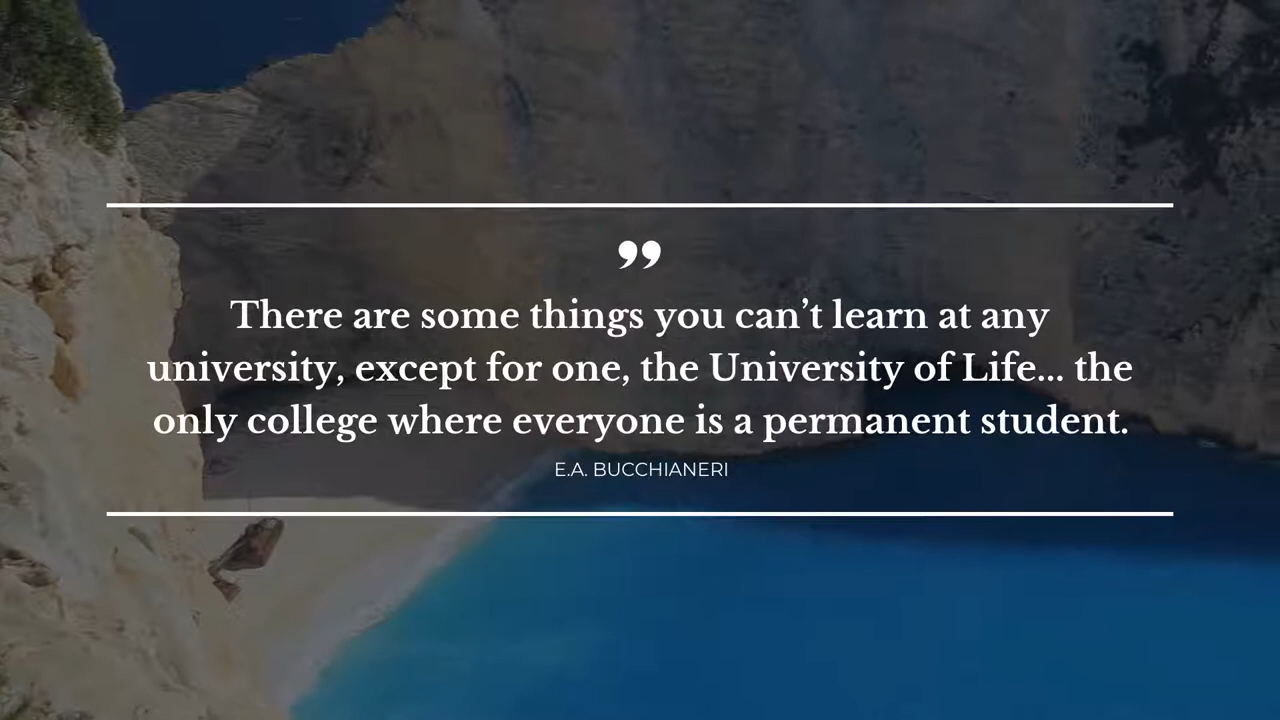 ”
There are some things you can’t learn at any
university, except for one, the University of Life... the
only college where everyone is a permanent student.
E.A. BUCCHIANERI